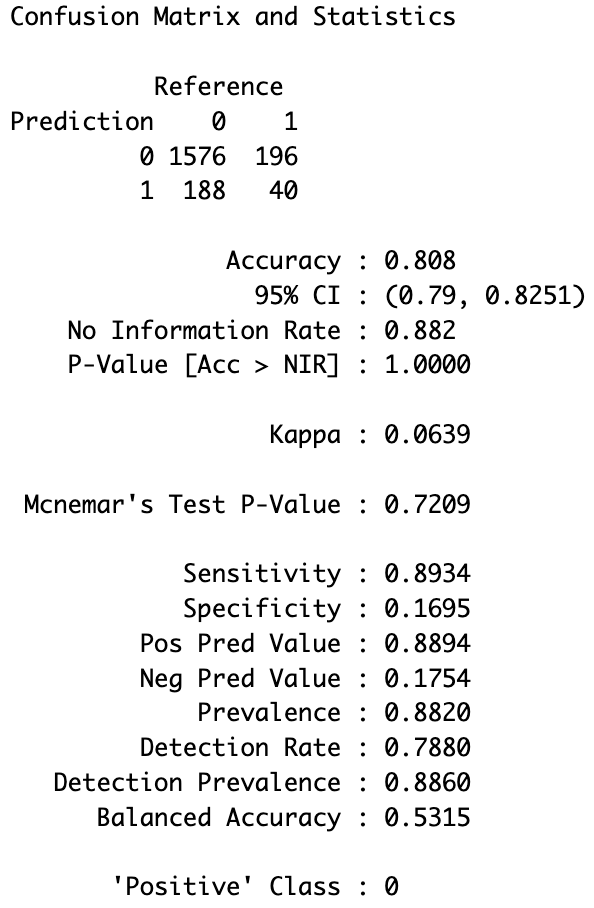 Confusion Matrix and Statistics
Reference
Prediction 0 1
0 1576 196
1 188 40
Accuracy : 0.808
95% CI : (0.79, 0.8251)
No Information Rate : 0.882
P-Value [Acc > NIR] : 1.0000
Kappa : 0.0639
Mcnemar's Test P-Value : 0.7209
Sensitivity : 0.8934
Specificity : 0.1695
Pos Pred Value : 0.8894
Neg Pred Value : 0.1754
Prevalence : 0.8820
Detection Rate : 0.7880
Detection Prevalence : 0.8860
Balanced Accuracy : 0.5315
'Positive' Class : 0